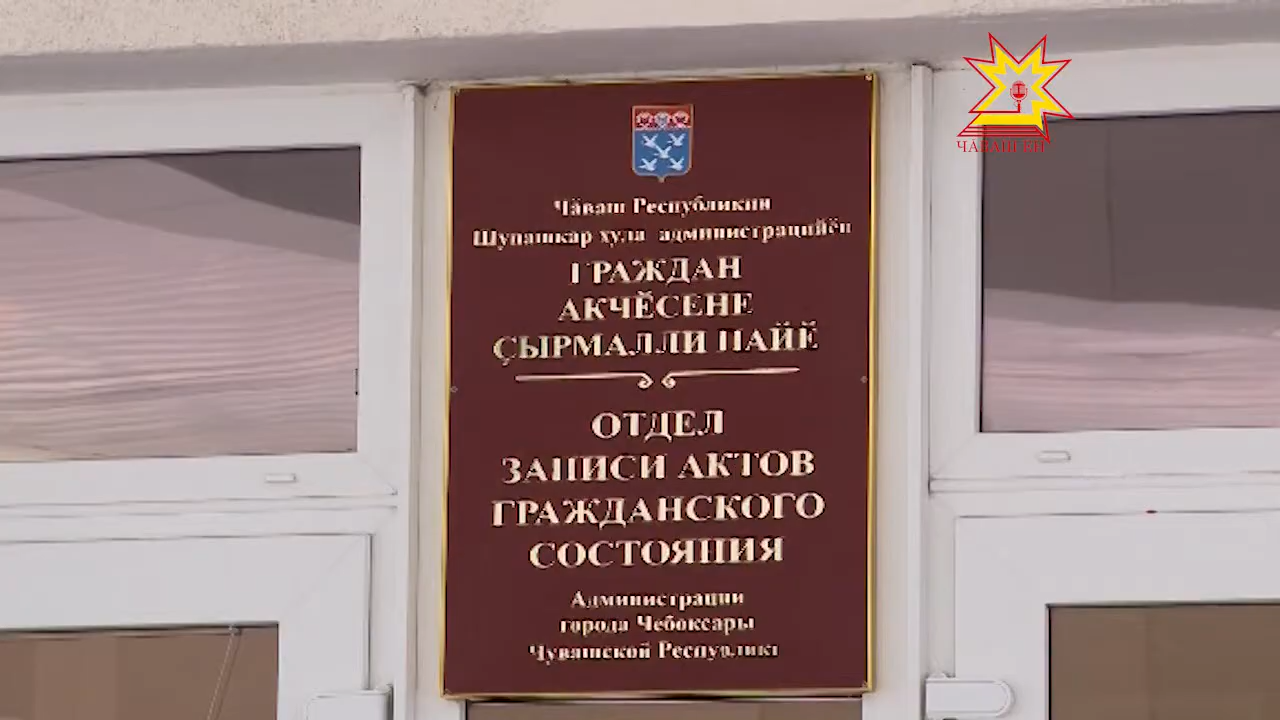 ЧӐВАШ ЕН
Чӑваш Республикин
Шупашкар хула администрацийӗн
ГРАЖДАН
АКЧӖСЕНЕ
ҪЫРМАЛЛИ ПАЙӖ
ОТДЕЛ
ЗАПИСИ АКТОВ
ГРАЖДАНСКОГО
СОСТОЯНИЯ
Администрации
города Чебоксары
Чувашской Республики